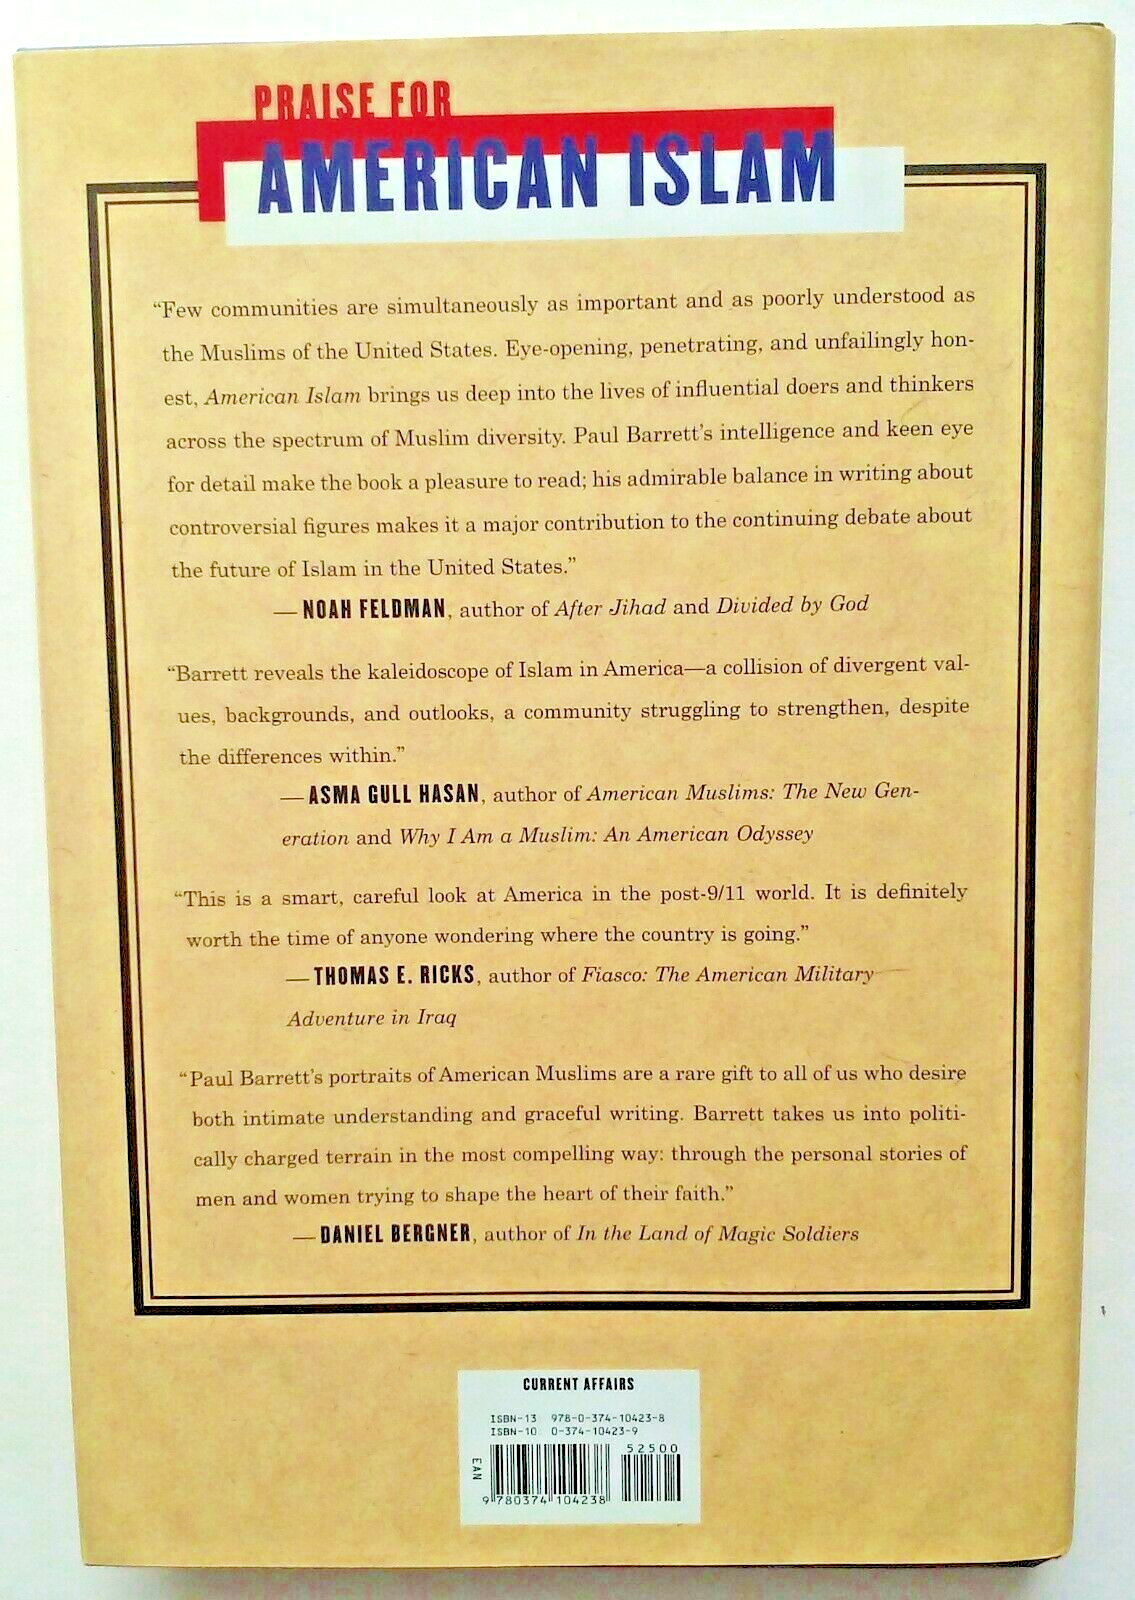 PRAISE FOR
AMERICAN ISLAM
“Few communities are simultaneously as important and as poorly understood as
the Muslims of the United States. Eye-opening, penetrating, and unfailingly hon-
est, American Islam brings us deep into the lives of influential doers and thinkers
across the spectrum of Muslim diversity. Paul Barrett’s intelligence and keen eye
for detail make the book a pleasure to read; his admirable balance in writing about
controversial figures makes it a major contribution to the continuing debate about
the future of Islam in the United States.”
—NOAH FELDMAN, author of After Jihad and Divided by God
“Barrett reveals the kaleidoscope of Islam in America—a collision of divergent val-
ues, backgrounds, and outlooks, a community struggling to strengthen, despite
the differences within.”
—ASMA GULL HASAN, author of American Muslims: The New Gen-
eration and Why I Am a Muslim: An American Odyssey
“This is a smart, careful look at America in the post-9/11 world. It is definitely
worth the time of anyone wondering where the country is going.”
—THOMAS E. RICKS, author of Fiasco: The American Military
Adventure in Iraq
“Paul Barrett’s portraits of American Muslims are a rare gift to all of us who desire
both intimate understanding and graceful writing. Barrett takes us into politi-
cally charged terrain in the most compelling way: through the personal stories of
men and women trying to shape the heart of their faith.”
—DANIEL BERGNER, author of In the Land of Magic Soldiers
CURRENT AFFAIRS
ISBN-13 978-0-374-10423-8
ISBN-10 0-374-10423-9
52500
EAN
9 780374 104238